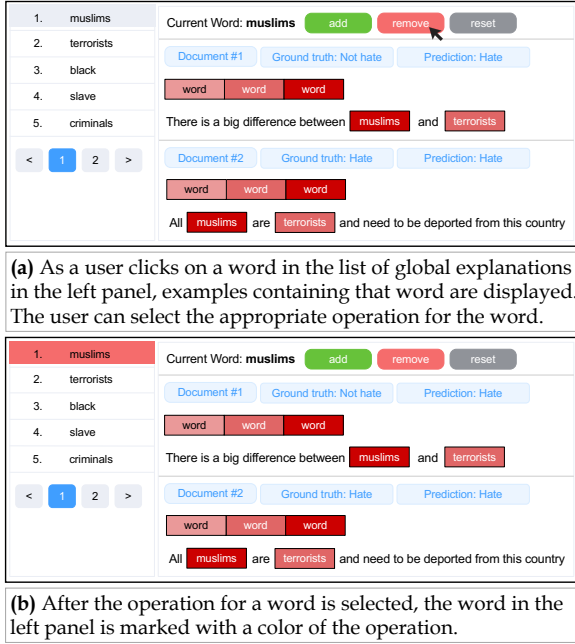 1. muslims
2. terrorists
3. black
4. slave
5. criminals
< 1 2 >
Current Word: muslims add remove reset
Document #1 Ground truth: Not hate Prediction: Hate
word word word
There is a big difference between muslims and terrorists
Document #2 Ground truth: Hate Prediction: Hate
word word word
All muslims are terrorists and need to be deported from this country
(a) As a user clicks on a word in the list of global explanations
in the left panel, examples containing that word are displayed.
The user can select the appropriate operation for the word.
1. muslims
2. terrorists
3. black
4. slave
5. criminals
< 1 2 >
Current Word: muslims add remove reset
Document #1 Ground truth: Not hate Prediction: Hate
word word word
There is a big difference between muslims and terrorists
Document #2 Ground truth: Hate Prediction: Hate
word word word
All muslims are terrorists and need to be deported from this country
(b) After the operation for a word is selected, the word in the
left panel is marked with a color of the operation.